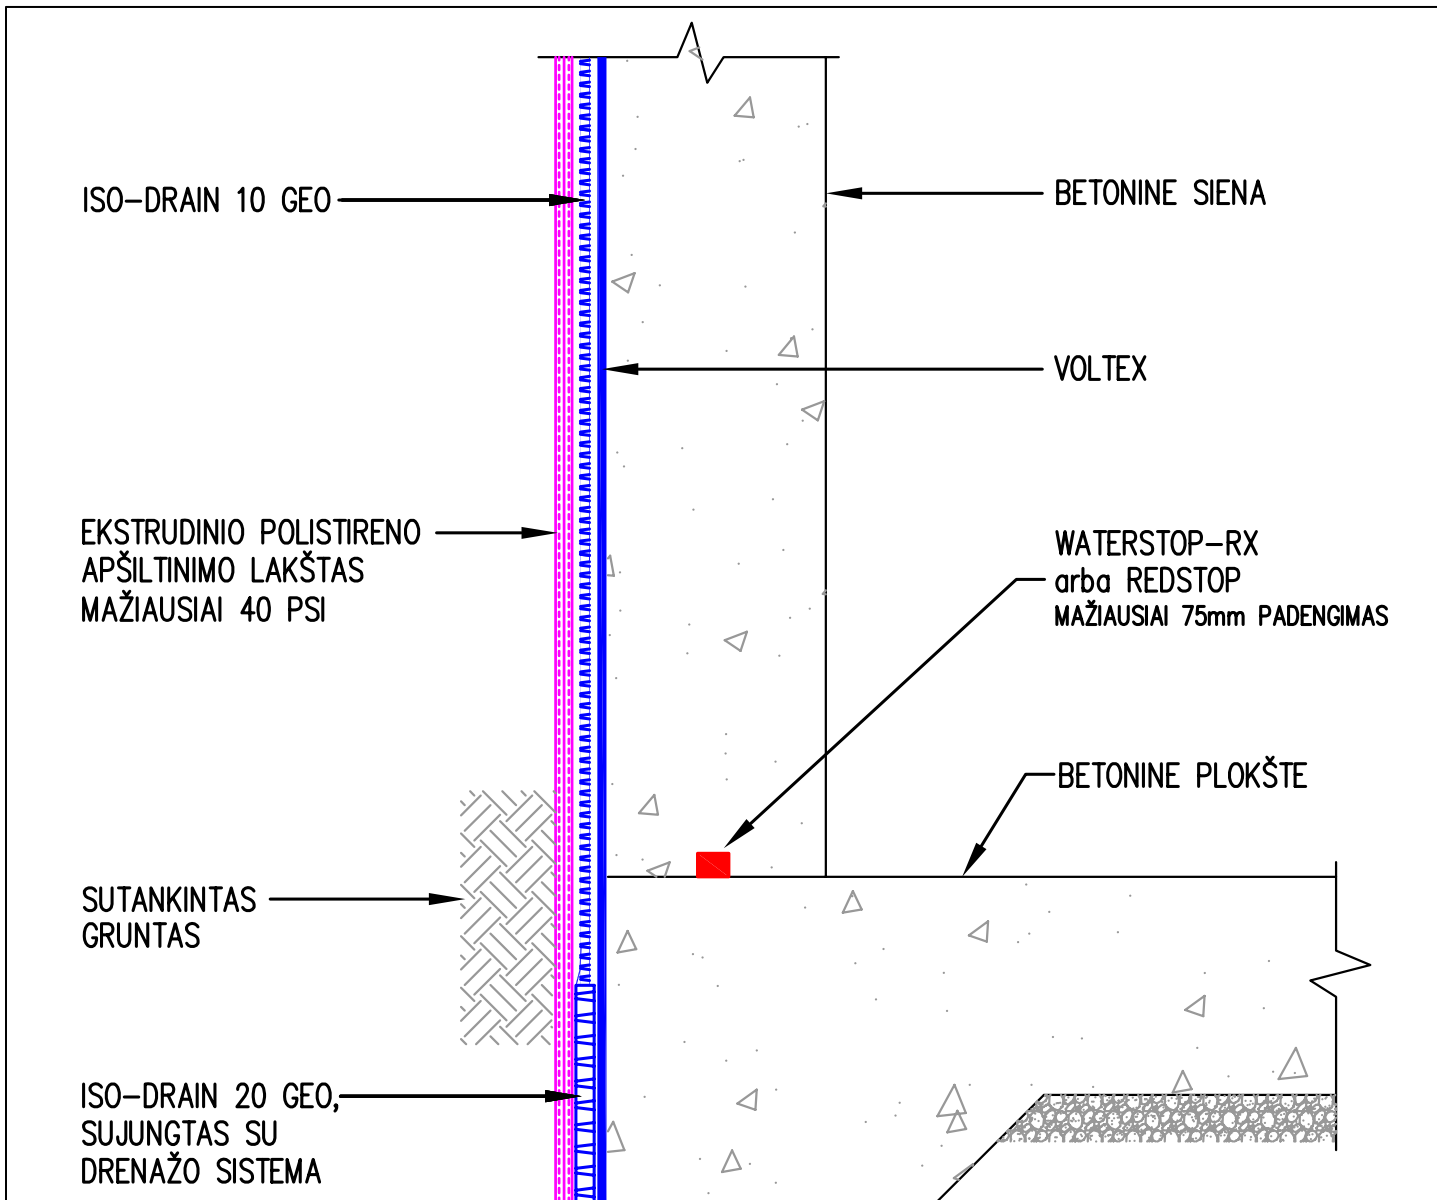 ISO-DRAIN 10 GEO
BETONINE SIENA
VOLTEX
EKSTRUDINIO POLISTIRENO
APŠILTINIMO LAKŠTAS
MAŽIAUSIAI 40 PSI
WATERSTOP-RX
arba REDSTOP
MAŽIAUSIAI 75mm PADENGIMAS
BETONINE PLOKŠTE
SUTANKINTAS
GRUNTAS
ISO-DRAIN 20 GEO,
SUJUNGTAS SU
DRENAŽO SISTEMA